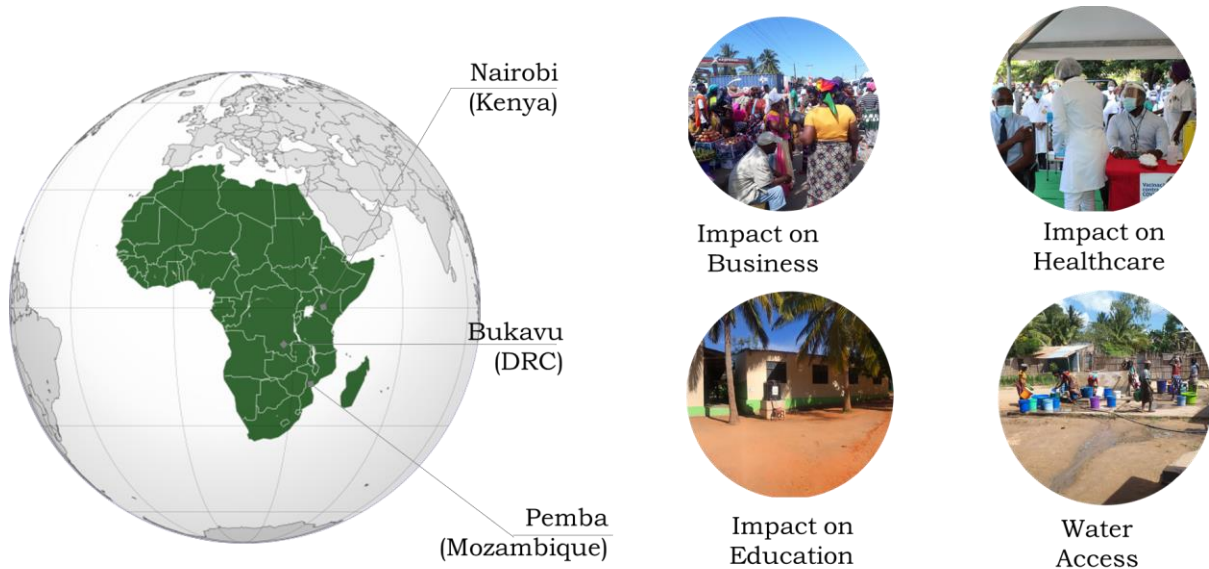 Nairobi
(Kenya)
Bukavu
(DRC)
Pemba
(Mozambique)
Impact on
Business
Impact on
Healthcare
Impact on
Education
Water
Access